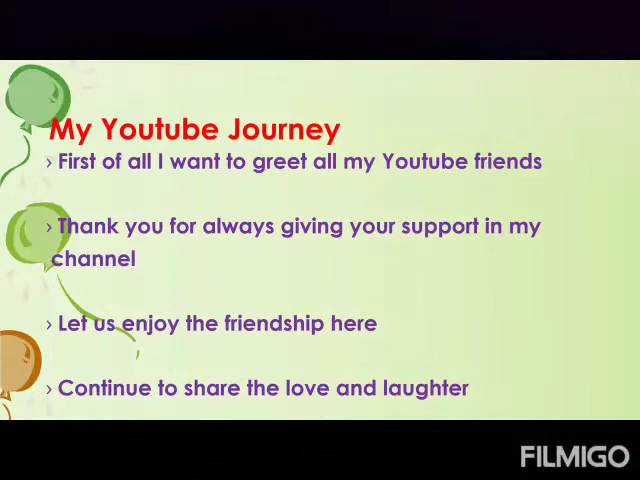 My Youtube Journey
› First of all I want to greet all my Youtube friends
› Thank you for always giving your support in my
channel
› Let us enjoy the friendship here
› Continue to share the love and laughter
FILMIGO